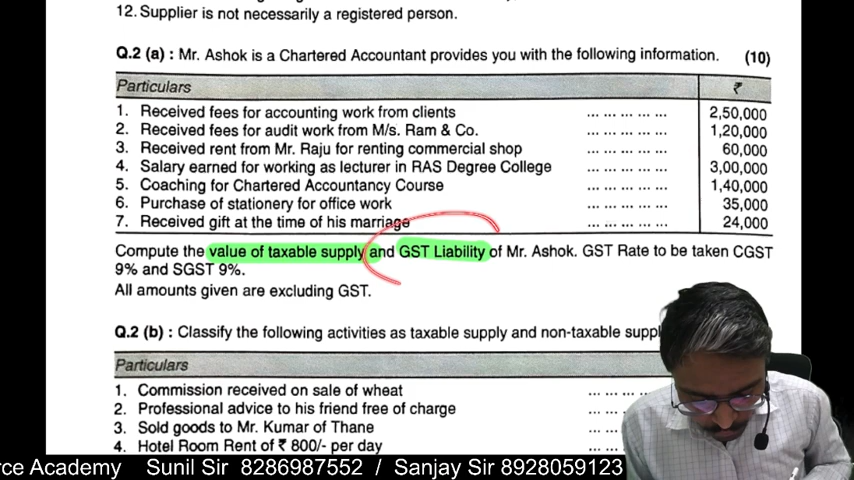 12. Supplier is not necessarily a registered person.
Q.2 (a) : Mr. Ashok is a Chartered Accountant provides you with the following information. (10)
Particulars ₹
1. Received fees for accounting work from clients ... ... ... ... ... 2,50,000
2. Received fees for audit work from M/s. Ram & Co. ... ... ... ... ... 1,20,000
3. Received rent from Mr. Raju for renting commercial shop ... ... ... ... ... 60,000
4. Salary earned for working as lecturer in RAS Degree College ... ... ... ... ... 3,00,000
5. Coaching for Chartered Accountancy Course ... ... ... ... ... 1,40,000
6. Purchase of stationery for office work ... ... ... ... ... 35,000
7. Received gift at the time of his marriage ... ... ... ... ... 24,000
Compute the value of taxable supply and GST Liability of Mr. Ashok. GST Rate to be taken CGST
9% and SGST 9%.
All amounts given are excluding GST.
Q.2 (b) : Classify the following activities as taxable supply and non-taxable
Particulars
1. Commission received on sale of wheat ... ... ...
2. Professional advice to his friend free of charge ... ...
3. Sold goods to Mr. Kumar of Thane ... ...
4. Hotel Room Rent of ₹ 800/- per day ... ...
Academy Sunil Sir 8286987552 / Sanjay Sir 8928059123